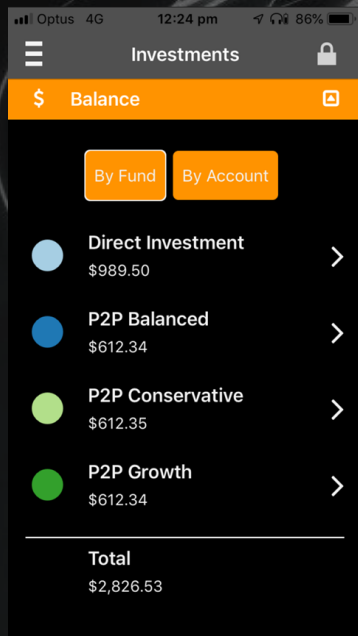 Optus 4G 12:24 pm 86%
Investments
$ Balance
By Fund By Account
Direct Investment
$989.50
P2P Balanced
$612.34
P2P Conservative
$612.35
P2P Growth
$612.34
Total
$2,826.53